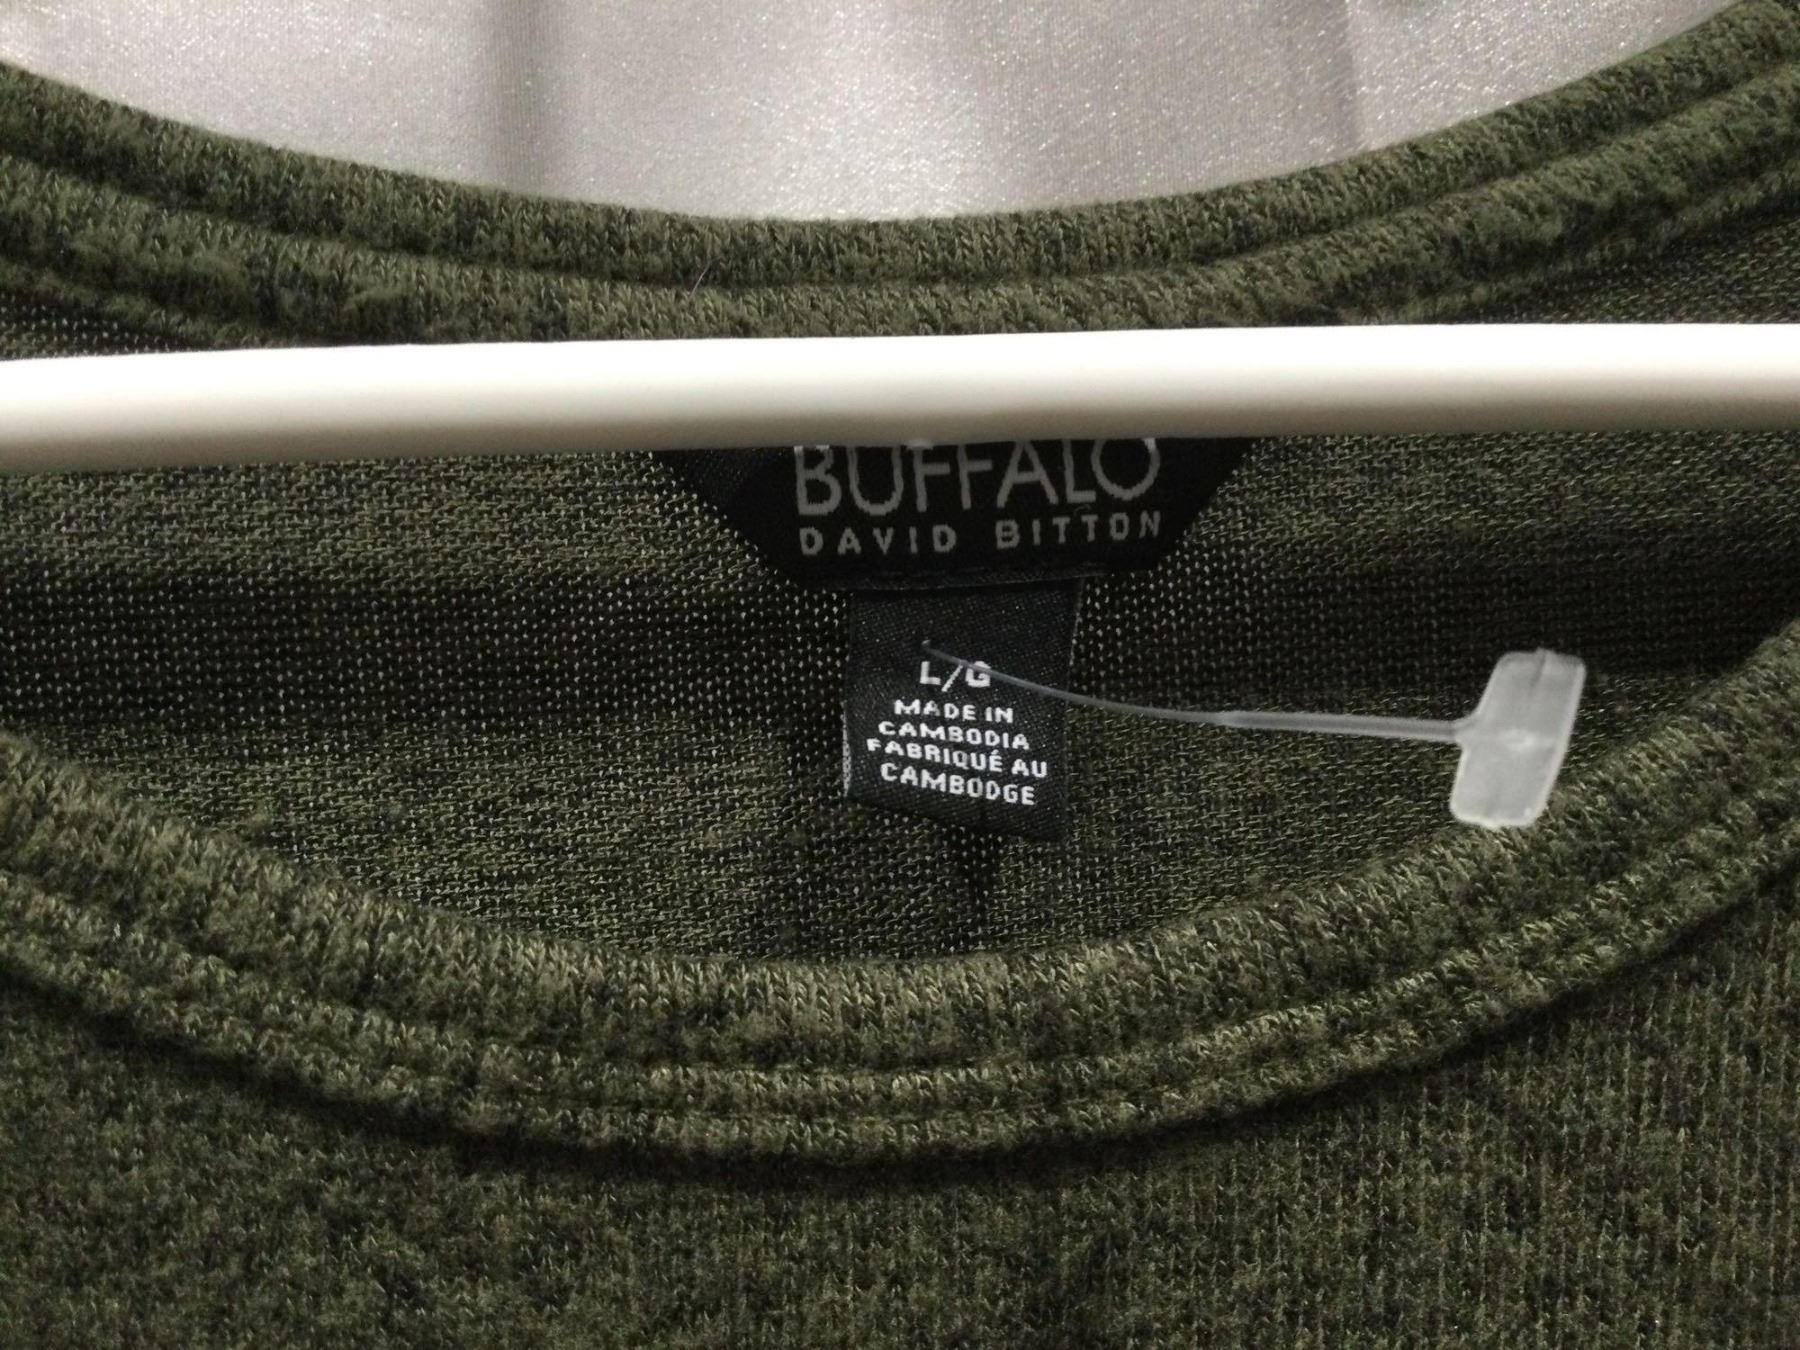 BUFFALO
DAVID BITTON
L/G
MADE IN
CAMBODIA
FABRIQUÉ AU
CAMBODGE